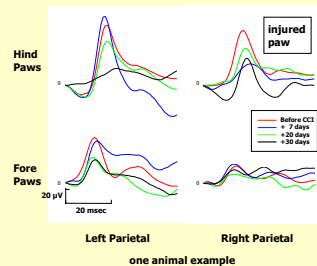 injured
paw
Hind
Paws
0
0
Before CCI
+ 7 days
+20 days
+30 days
Fore
Paws
0
0
20 µV
20 msec
Left Parietal
Right Parietal
one animal example